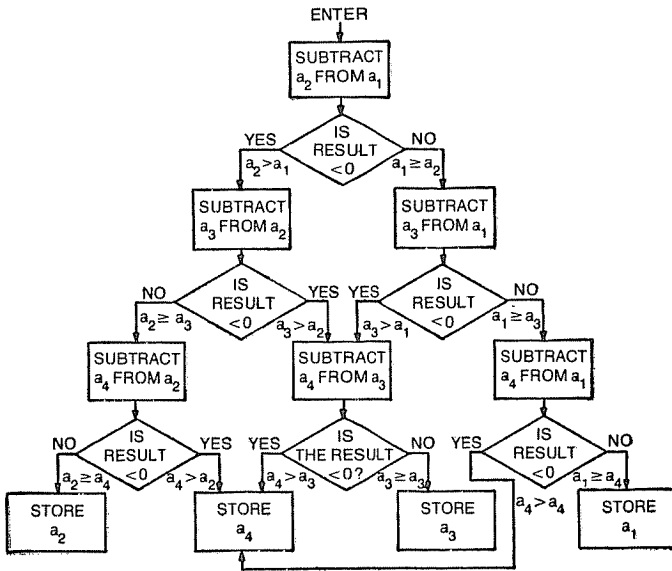 ENTER
SUBTRACT
a₂ FROM a₁
IS
RESULT
<0
YES
a₂>a₁
NO
a₁≥a₂
SUBTRACT
a₃ FROM a₂
SUBTRACT
a₃ FROM a₁
IS
RESULT
<0
NO
a₂≥a₃
YES
a₃>a₂
IS
RESULT
<0
YES
a₃>a₁
NO
a₁≥a₃
SUBTRACT
a₄ FROM a₂
SUBTRACT
a₄ FROM a₃
SUBTRACT
a₄ FROM a₁
IS
RESULT
<0
NO
a₂≥a₄
YES
a₄>a₂
IS
THE RESULT
<0?
YES
a₄>a₃
NO
a₃≥a₃
IS
RESULT
<0
YES
a₄>a₄
NO
a₁≥a₄
STORE
a₂
STORE
a₄
STORE
a₃
STORE
a₁